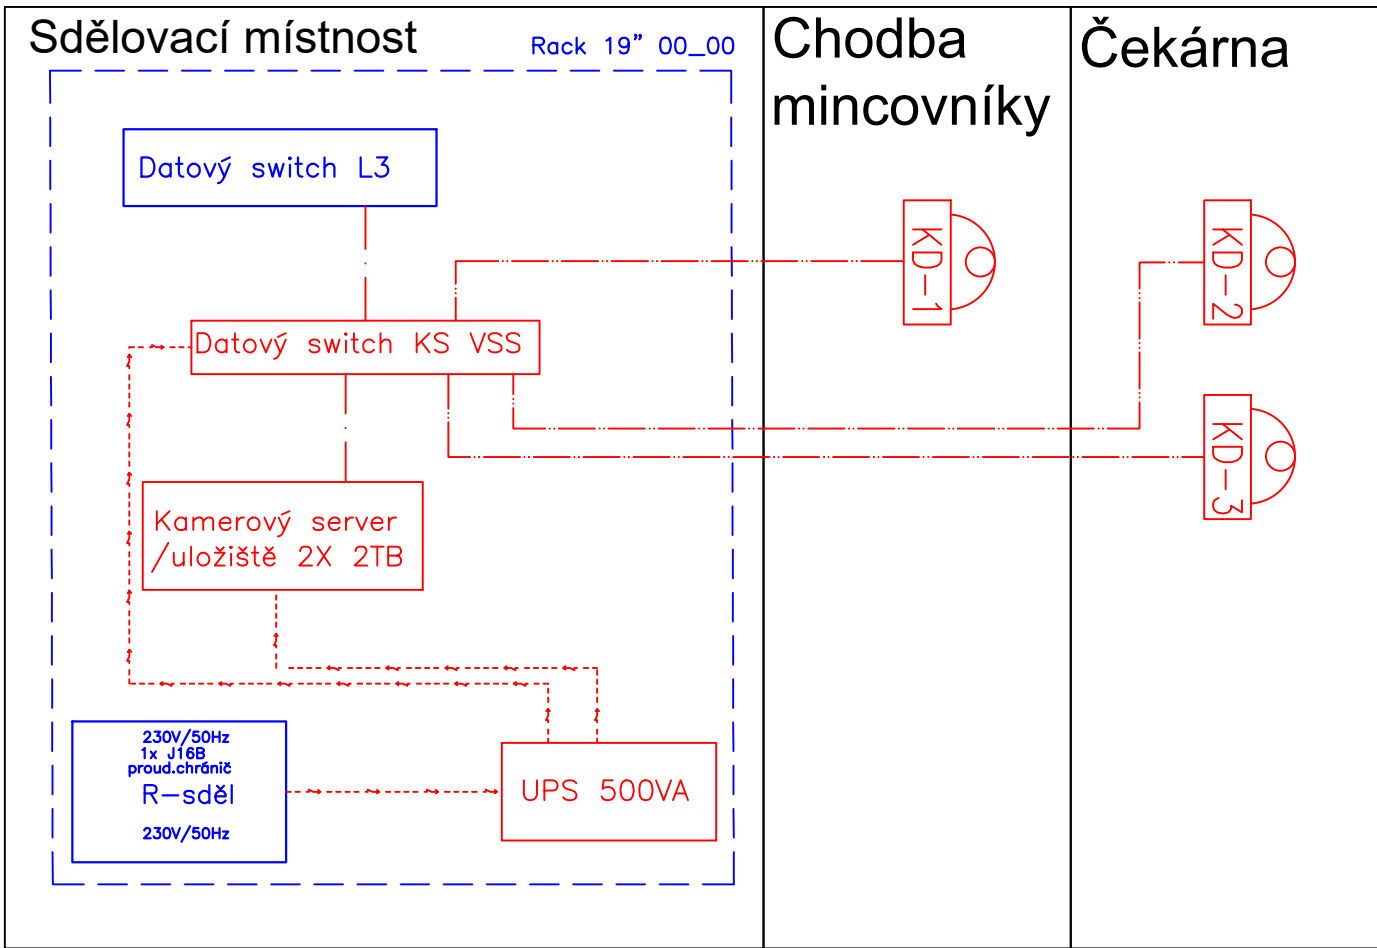 Sdělovací místnost
Rack 19” 00_00
Chodba
mincovníky
Čekárna
Datový switch L3
KD-1
KD-2
Datový switch KS VSS
KD-3
Kamerový server
/uložiště 2X 2TB
230V/50Hz
1x J16B
proud.chránič
R-sděl
230V/50Hz
UPS 500VA